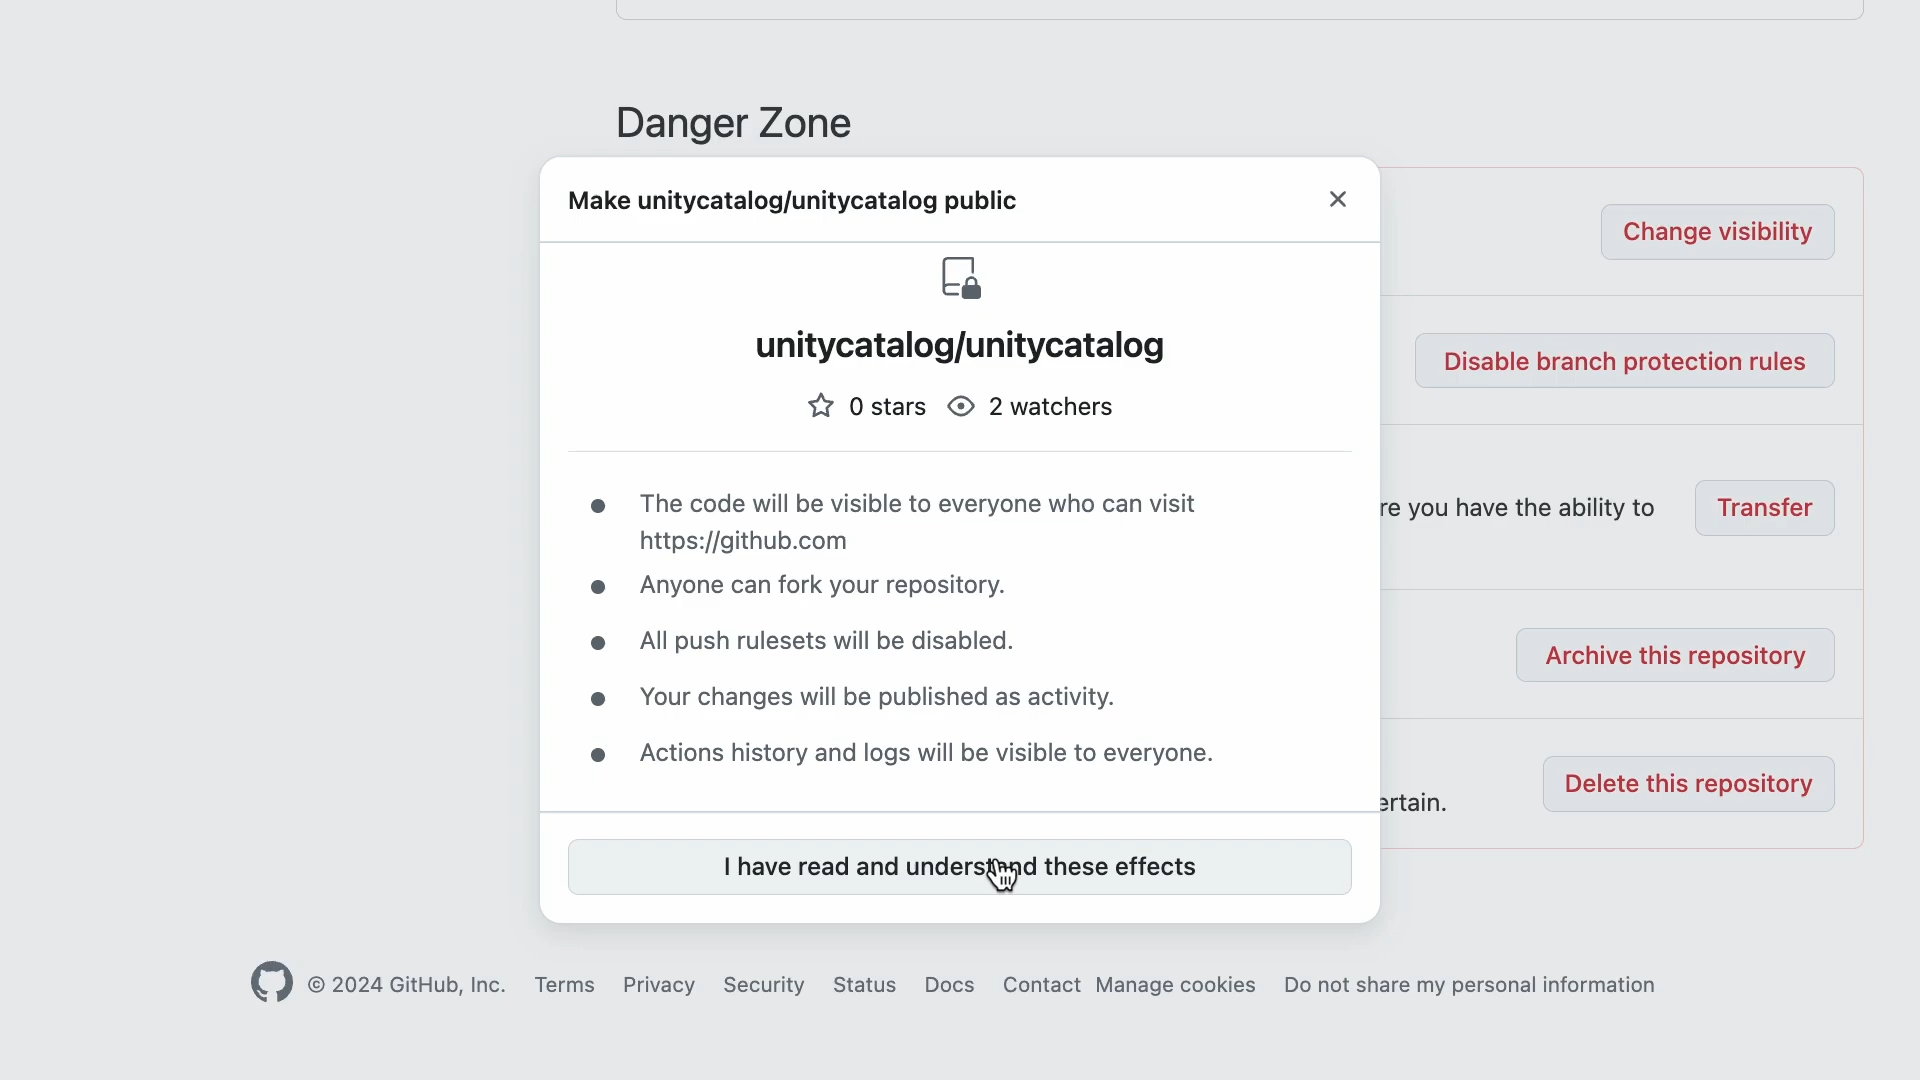 Danger Zone
Make unitycatalog/unitycatalog public
Change visibility
unitycatalog/unitycatalog
Disable branch protection rules
0 stars 2 watchers
The code will be visible to everyone who can visit
https://github.com
re you have the ability to
Transfer
Anyone can fork your repository.
All push rulesets will be disabled.
Archive this repository
Your changes will be published as activity.
Actions history and logs will be visible to everyone.
Delete this repository
ertain.
I have read and understand these effects
© 2024 GitHub, Inc. Terms Privacy Security Status Docs Contact Manage cookies Do not share my personal information